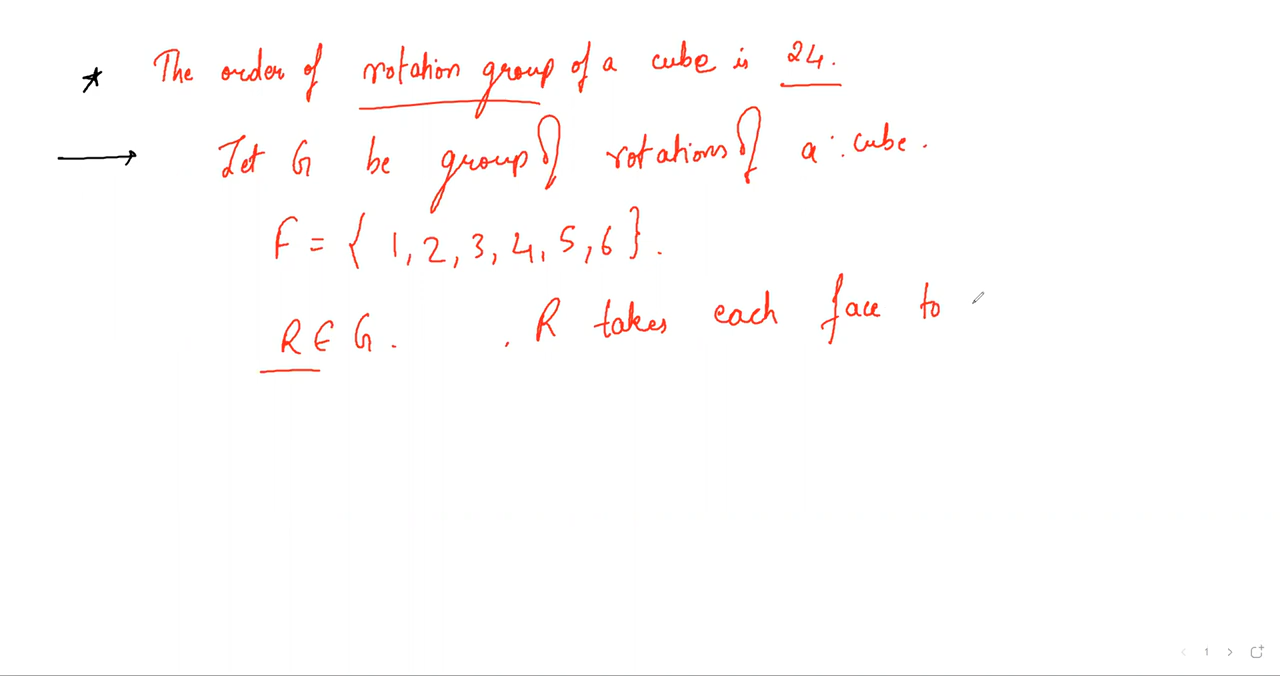 * The order of rotation group of a cube is 24.
→ Let G be group of rotations of a cube.
F = { 1, 2, 3, 4, 5, 6 }.
R ∈ G. . R takes each face to
1